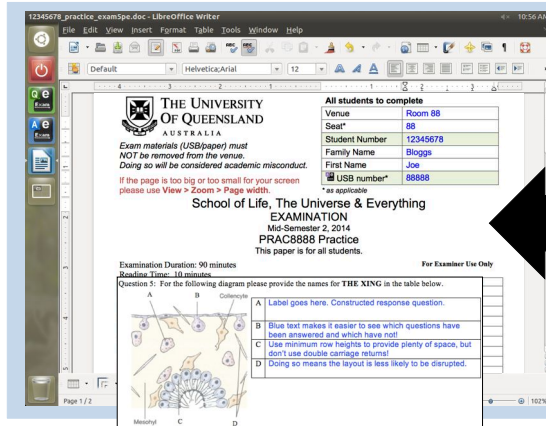 12345678_practice_examSpe.doc - LibreOffice Writer
10:56 AM
File Edit View Insert Format Table Tools Window Help
Default Helvetica;Arial 12
THE UNIVERSITY
OF QUEENSLAND
AUSTRALIA
Exam materials (USB/paper) must
NOT be removed from the venue.
Doing so will be considered academic misconduct.
If the page is too big or too small for your screen
please use View > Zoom > Page width.
All students to complete
Venue Room 88
Seat* 88
Student Number 12345678
Family Name Bloggs
First Name Joe
USB number* 88888
* as applicable
School of Life, The Universe & Everything
EXAMINATION
Mid-Semester 2, 2014
PRAC8888 Practice
This paper is for all students.
Examination Duration: 90 minutes
For Examiner Use Only
Reading Time: 10 minutes
Question 5: For the following diagram please provide the names for THE XING in the table below.
A B Collencyte
Mesohyl C D
A Label goes here. Constructed response question.
B Blue text makes it easier to see which questions have
been answered and which have not!
C Use minimum row heights to provide plenty of space, but
don't use double carriage returns!
D Doing so means the layout is less likely to be disrupted.
Page 1 / 2
102%